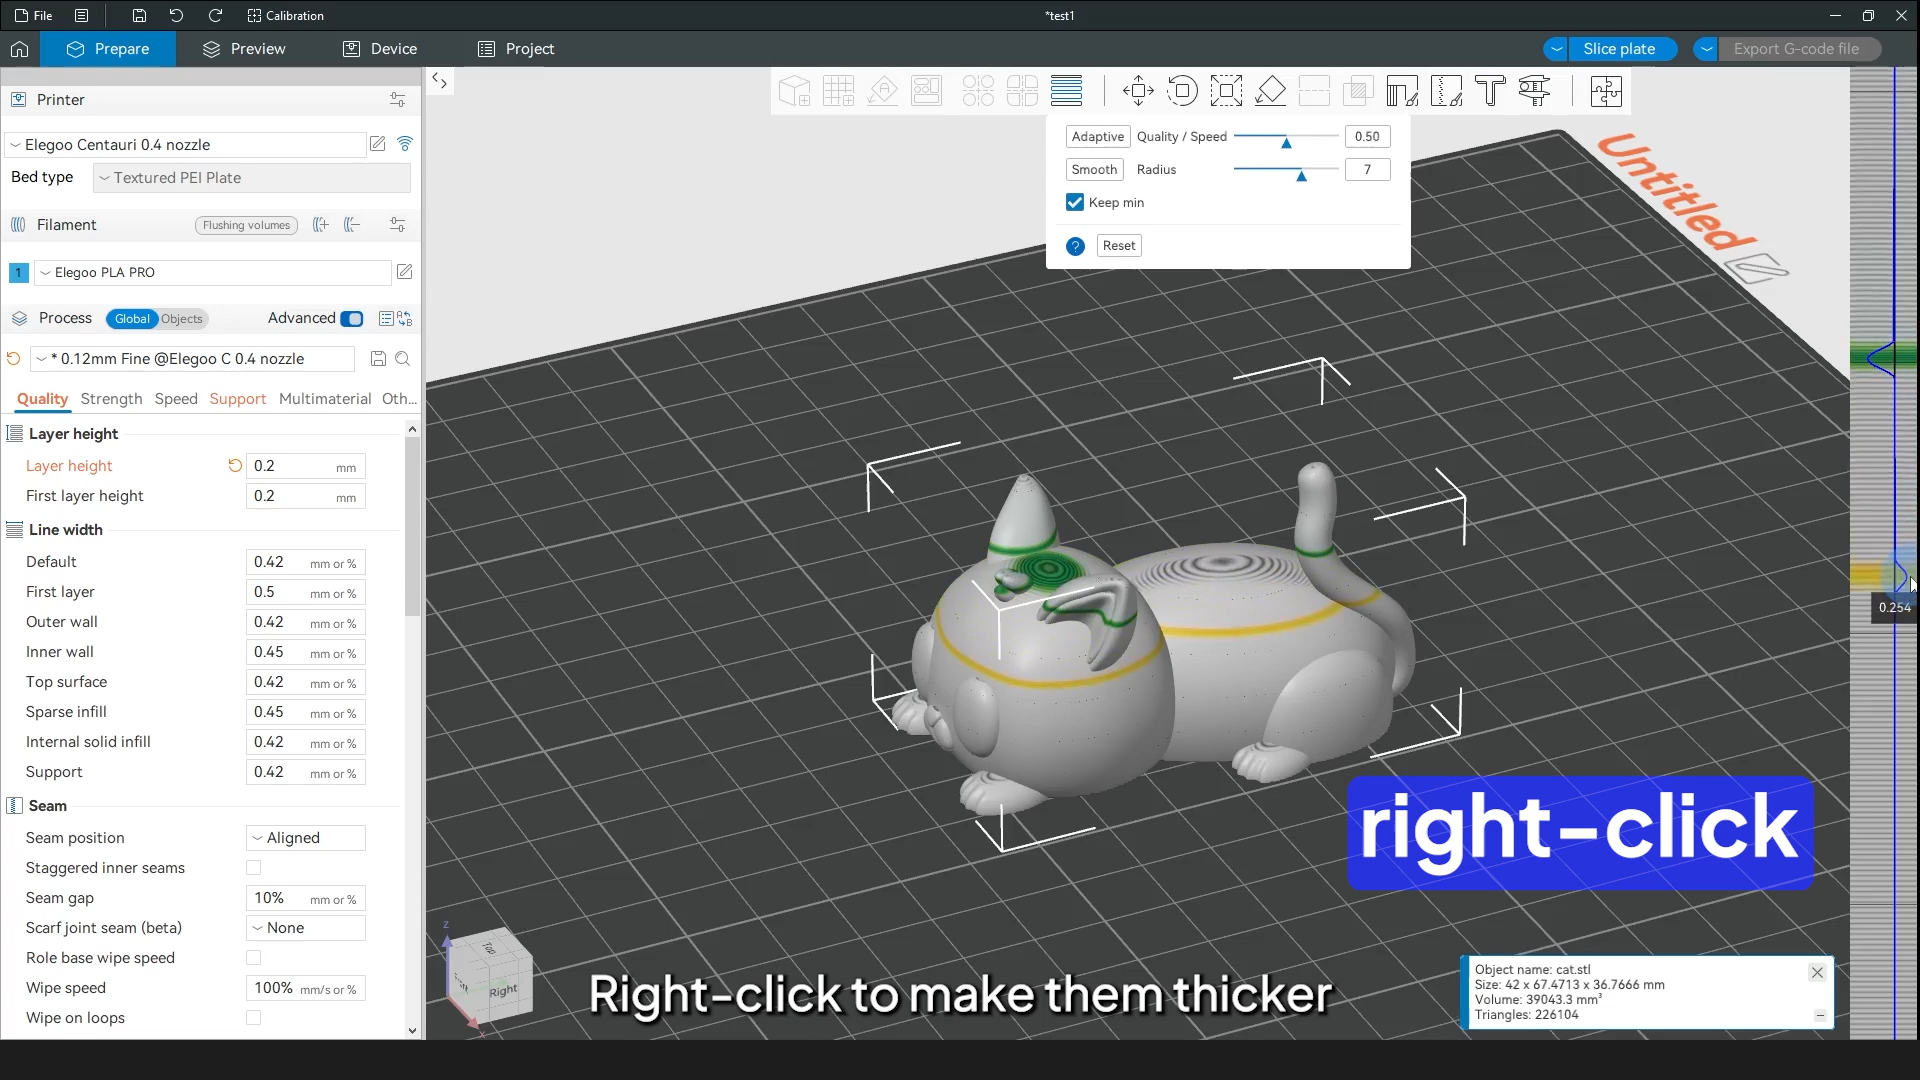 File
Calibration
*test1
Prepare
Preview
Device
Project
Slice plate
Export G-code file
Printer
Elegoo Centauri 0.4 nozzle
Bed type
Textured PEI Plate
Filament
Flushing volumes
1
Elegoo PLA PRO
Process
Global
Objects
Advanced
* 0.12mm Fine @Elegoo C 0.4 nozzle
Quality
Strength
Speed
Support
Multimaterial
Oth...
Layer height
Layer height 0.2 mm
First layer height 0.2 mm
Line width
Default 0.42 mm or %
First layer 0.5 mm or %
Outer wall 0.42 mm or %
Inner wall 0.45 mm or %
Top surface 0.42 mm or %
Sparse infill 0.45 mm or %
Internal solid infill 0.42 mm or %
Support 0.42 mm or %
Seam
Seam position Aligned
Staggered inner seams
Seam gap 10% mm or %
Scarf joint seam (beta) None
Role base wipe speed
Wipe speed 100% mm/s or %
Wipe on loops
Adaptive Quality / Speed 0.50
Smooth Radius 7
Keep min
? Reset
Untitled
0.254
right-click
Right-click to make them thicker
z
Top
Right
x
Object name: cat.stl
Size: 42 x 67.4713 x 36.7666 mm
Volume: 39043.3 mm³
Triangles: 226104